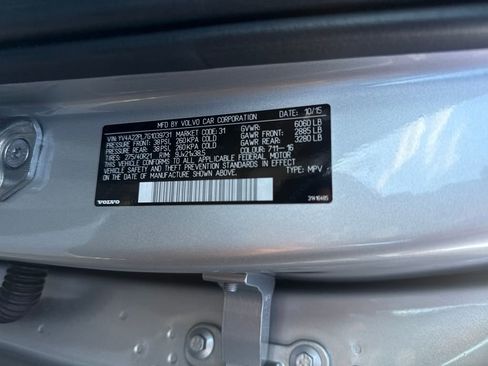 MFD BY VOLVO CAR CORPORATION DATE: 10/15
VIN: YV4A22PL7G1039731 MARKET CODE: 31 GVWR: 6060 LB
PRESSURE FRONT: 38PSI, 260KPA COLD GAWR FRONT: 2885 LB
PRESSURE REAR: 38PSI, 260 KPA COLD GAWR REAR: 3280 LB
TIRES: 275/40R21 RIM: 9Jx21x38.5 COLOUR: 711-16
THIS VEHICLE CONFORMS TO ALL APPLICABLE FEDERAL MOTOR
VEHICLE SAFETY AND THEFT PREVENTION STANDARDS IN EFFECT
ON THE DATE OF MANUFACTURE SHOWN ABOVE. TYPE: MPV
VOLVO